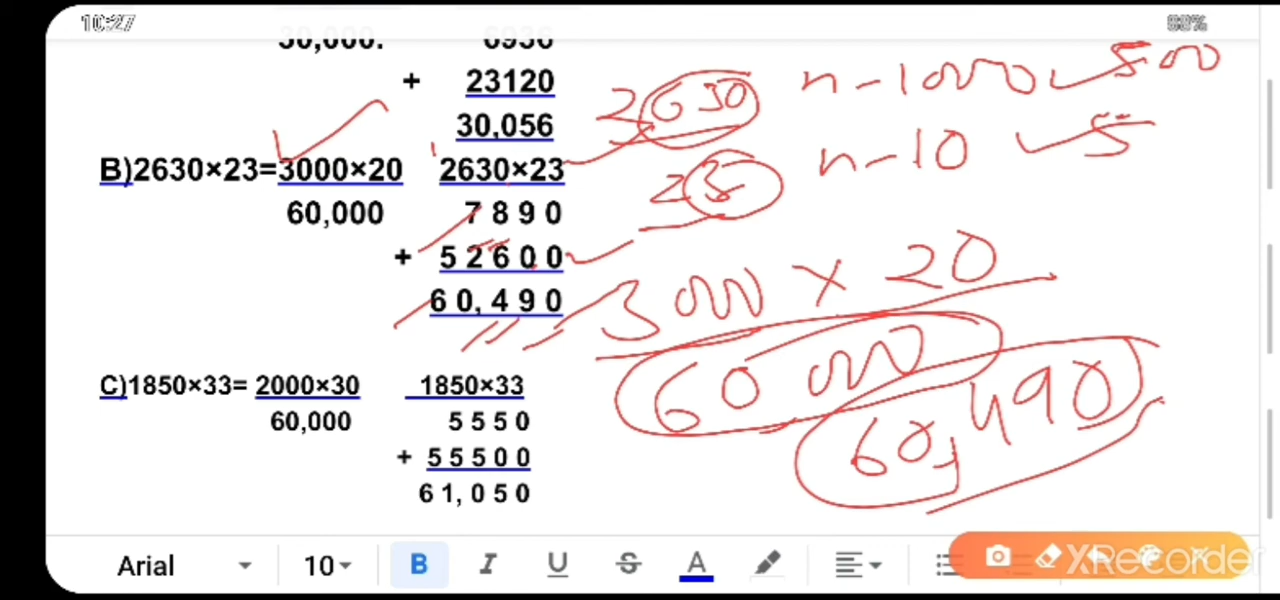 10:27 88%
30,000. 6936
+ 23120
30,056
B)2630×23=3000×20 2630×23
60,000 7 8 9 0
+ 5 2 6 0 0
6 0, 4 9 0
C)1850×33= 2000×30 1850×33
60,000 5 5 5 0
+ 5 5 5 0 0
6 1, 0 5 0
2630 n-1000 500
23 n-10 5
3000 × 20
60 000
60,490
Arial 10 B I U S A
XRecorder